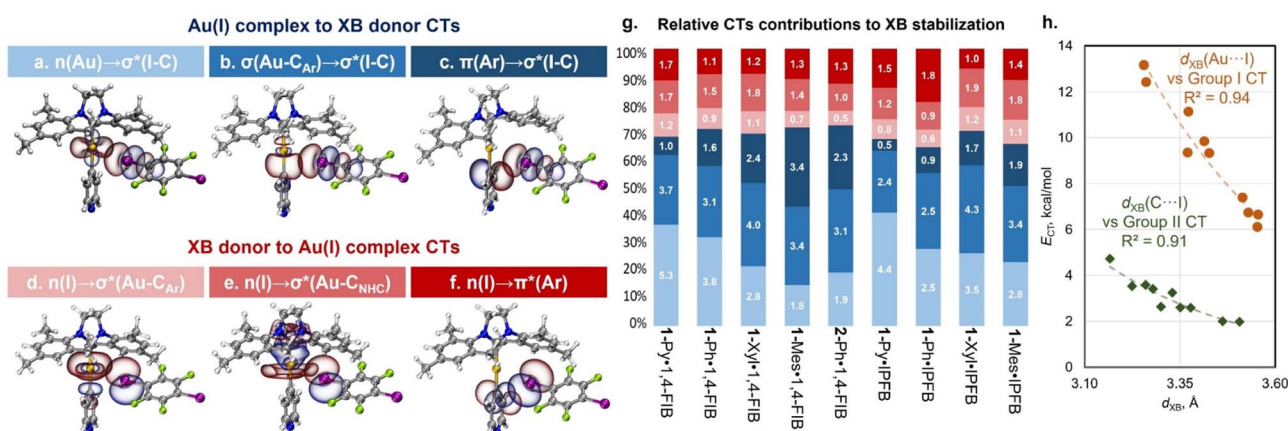 Au(I) complex to XB donor CTs
a. n(Au)→σ*(I-C)
b. σ(Au-C_Ar)→σ*(I-C)
c. π(Ar)→σ*(I-C)
XB donor to Au(I) complex CTs
d. n(I)→σ*(Au-C_Ar)
e. n(I)→σ*(Au-C_NHC)
f. n(I)→π*(Ar)
g. Relative CTs contributions to XB stabilization
100%
90%
80%
70%
60%
50%
40%
30%
20%
10%
0%
1.7 1.1 1.2 1.3 1.3 1.5 1.8 1.0 1.4
1.7 1.5 1.8 1.4 1.0 1.2 0.9 1.9 1.8
1.2 0.9 1.1 0.7 0.5 0.8 0.6 1.2 1.1
1.0 1.6 2.4 3.4 2.3 0.5 0.9 1.7 1.9
3.7 3.1 4.0 3.4 3.1 2.4 2.5 4.3 3.4
5.3 3.8 2.8 1.8 1.9 4.4 2.5 3.5 2.8
1-Py•1,4-FIB
1-Ph•1,4-FIB
1-Xyl•1,4-FIB
1-Mes•1,4-FIB
2-Ph•1,4-FIB
1-Py•IPFB
1-Ph•IPFB
1-Xyl•IPFB
1-Mes•IPFB
h.
14
12
10
8
6
4
2
0
E_CT, kcal/mol
d_XB(Au⋯I)
vs Group I CT
R² = 0.94
d_XB(C⋯I)
vs Group II CT
R² = 0.91
3.10 3.35 3.60
d_XB, Å